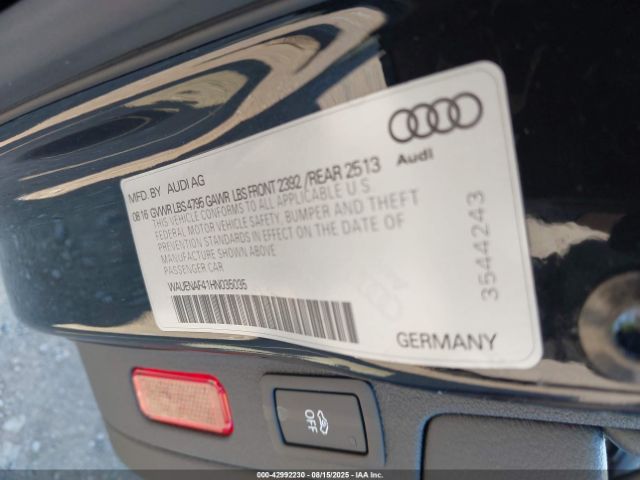 Audi
MFD. BY AUDI AG
08 16 GVWR LBS 4795 GAWR LBS FRONT 2392 /REAR 2513
THIS VEHICLE CONFORMS TO ALL APPLICABLE U S
FEDERAL MOTOR VEHICLE SAFETY, BUMPER AND THEFT
PREVENTION STANDARDS IN EFFECT ON THE DATE OF
MANUFACTURE SHOWN ABOVE
PASSENGER CAR
WAUENAF41HN035035
3544243
GERMANY
OFF
000-42992230 - 08/15/2025 - IAA Inc.